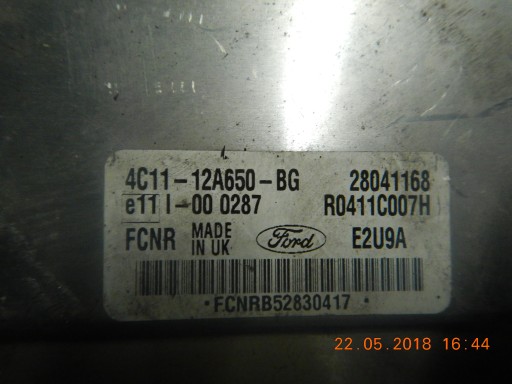 4C11-12A650-BG 28041168
e11 I-00 0287 R0411C007H
FCNR MADE IN UK Ford E2U9A
*FCNRB52830417*
22.05.2018 16:44